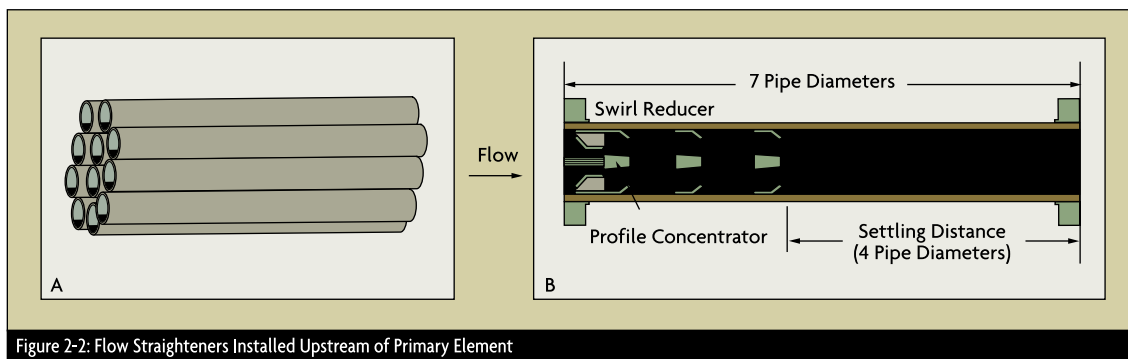 7 Pipe Diameters
Swirl Reducer
Flow
Profile Concentrator
Settling Distance
(4 Pipe Diameters)
A
B
Figure 2-2: Flow Straighteners Installed Upstream of Primary Element